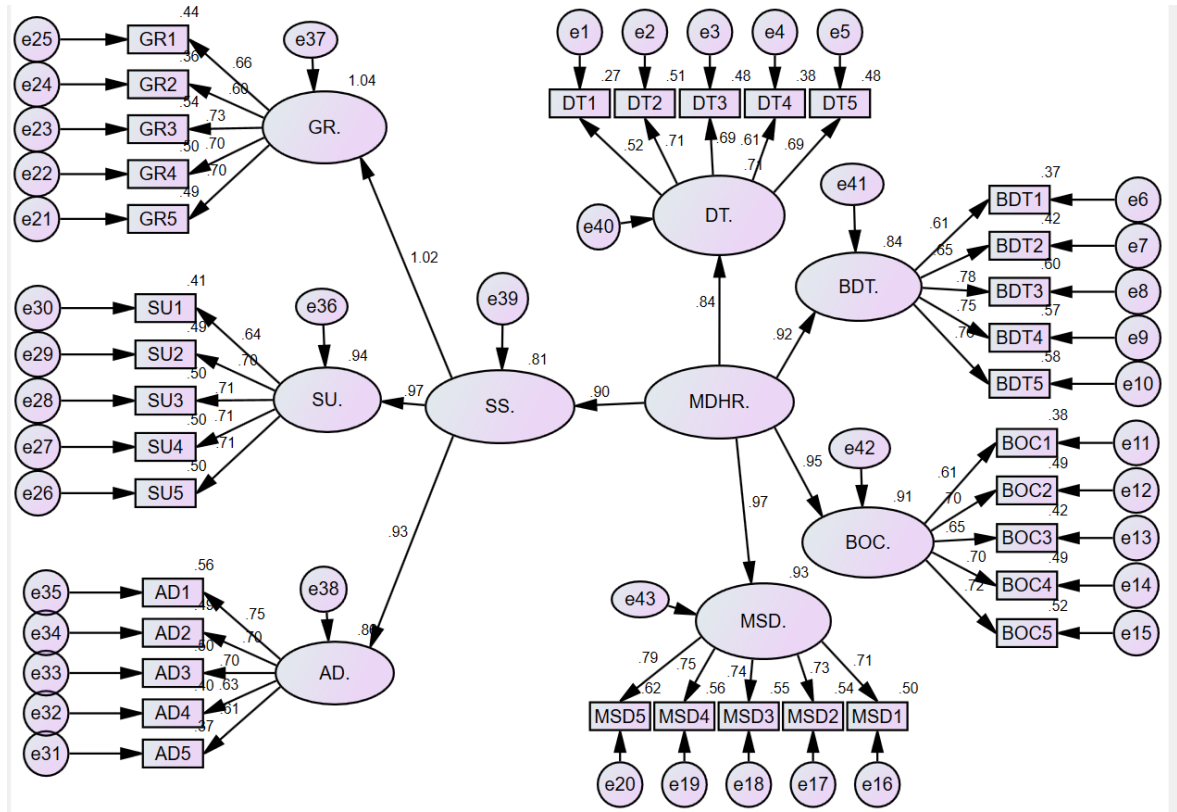 .44
e25 GR1
.36
e24 GR2
.54
e23 GR3
.50
e22 GR4
.49
e21 GR5
.66
.60
.73
.70
.70
e37
1.04
GR.
1.02
e1 e2 e3 e4 e5
.27 .51 .48 .38 .48
DT1 DT2 DT3 DT4 DT5
.52 .71 .69 .61 .69
.71
e40 DT.
.84
e41
.84
BDT.
.92
.61
.65
.78
.75
.37
BDT1 e6
.42
BDT2 e7
.60
BDT3 e8
.57
BDT4 e9
.58
BDT5 e10
.41
e30 SU1
.49
e29 SU2
.50
e28 SU3
.50
e27 SU4
.50
e26 SU5
.64
.70
.71
.71
.71
e36
.94
SU.
.97
e39
.81
SS.
.90
MDHR.
.95
e42
.91
BOC.
.61
.70
.65
.70
.72
.38
BOC1 e11
.49
BOC2 e12
.42
BOC3 e13
.49
BOC4 e14
.52
BOC5 e15
.93
.56
e35 AD1
.49
e34 AD2
.50
e33 AD3
.40
e32 AD4
.37
e31 AD5
.75
.70
.70
.63
.61
e38
AD.
.97
.93
e43 MSD.
.79 .75 .74 .73 .71
.62 .56 .55 .54 .50
MSD5 MSD4 MSD3 MSD2 MSD1
e20 e19 e18 e17 e16